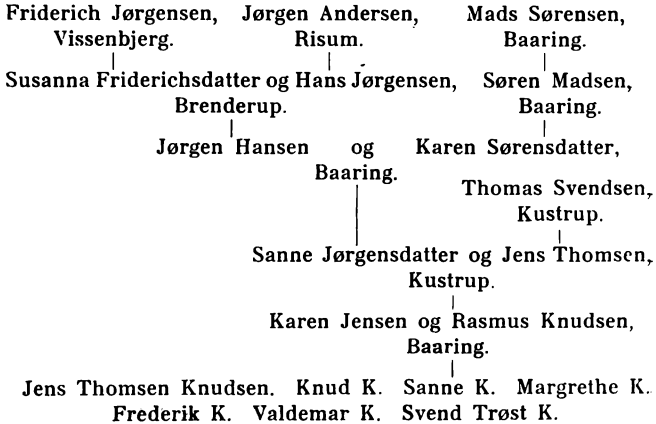 Friderich Jørgensen, Jørgen Andersen, Mads Sørensen,
Vissenbjerg. Risum. Baaring.
Susanna Friderichsdatter og Hans Jørgensen, Søren Madsen,
Brenderup. Baaring.
Jørgen Hansen og Karen Sørensdatter,
Baaring.
Thomas Svendsen,
Kustrup.
Sanne Jørgensdatter og Jens Thomsen,
Kustrup.
Karen Jensen og Rasmus Knudsen,
Baaring.
Jens Thomsen Knudsen. Knud K. Sanne K. Margrethe K.
Frederik K. Valdemar K. Svend Trøst K.